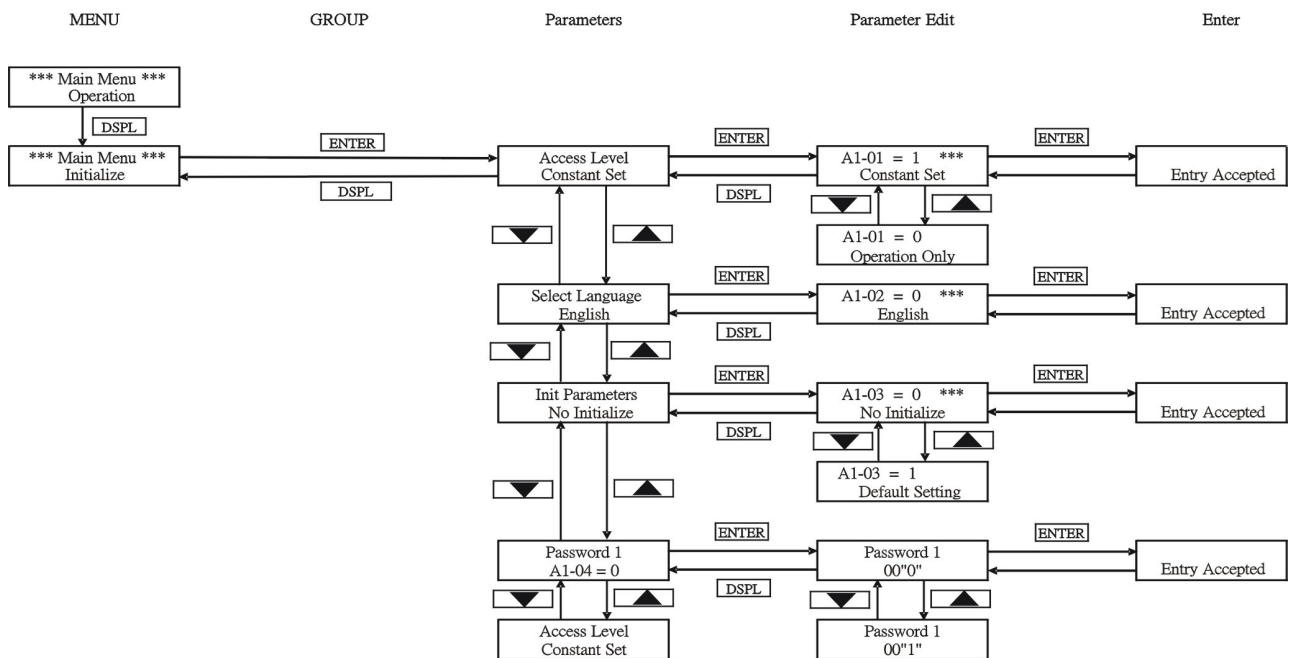 MENU GROUP Parameters Parameter Edit Enter
*** Main Menu ***
Operation
DSPL
*** Main Menu ***
Initialize
ENTER
DSPL
Access Level
Constant Set
ENTER
DSPL
A1-01 = 1 ***
Constant Set
ENTER
Entry Accepted
A1-01 = 0
Operation Only
Select Language
English
ENTER
DSPL
A1-02 = 0 ***
English
ENTER
Entry Accepted
Init Parameters
No Initialize
ENTER
DSPL
A1-03 = 0 ***
No Initialize
ENTER
Entry Accepted
A1-03 = 1
Default Setting
Password 1
A1-04 = 0
ENTER
DSPL
Password 1
00"0"
ENTER
Entry Accepted
Access Level
Constant Set
Password 1
00"1"